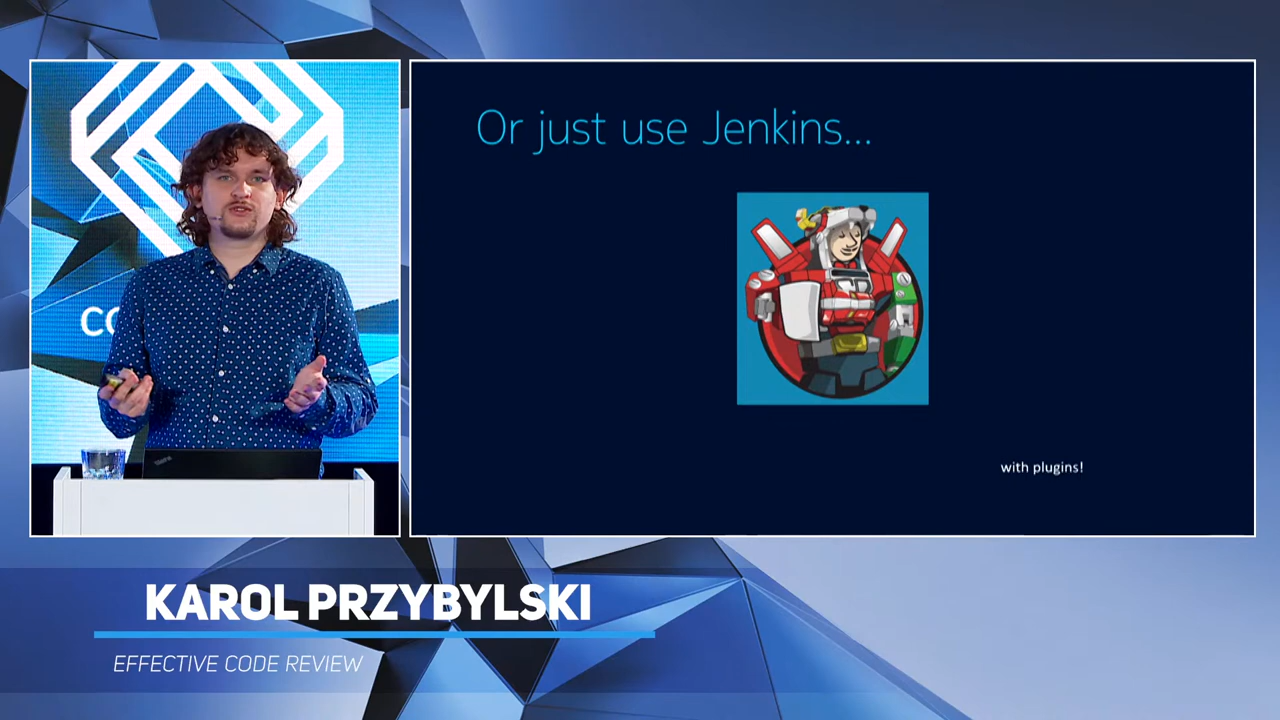 Or just use Jenkins...
with plugins!
KAROL PRZYBYLSKI
EFFECTIVE CODE REVIEW